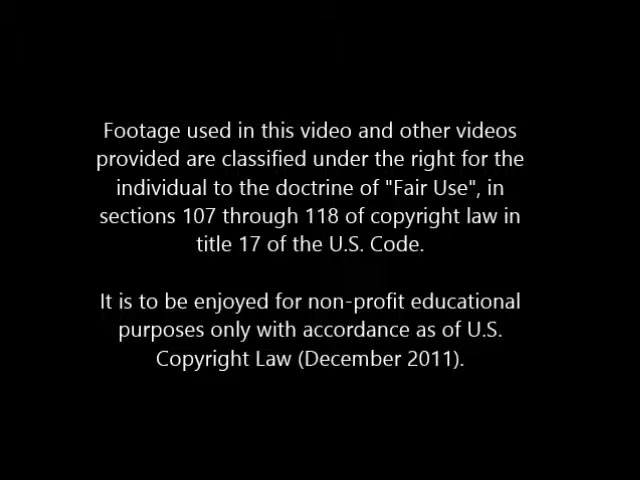 Footage used in this video and other videos
provided are classified under the right for the
individual to the doctrine of "Fair Use", in
sections 107 through 118 of copyright law in
title 17 of the U.S. Code.
It is to be enjoyed for non-profit educational
purposes only with accordance as of U.S.
Copyright Law (December 2011).